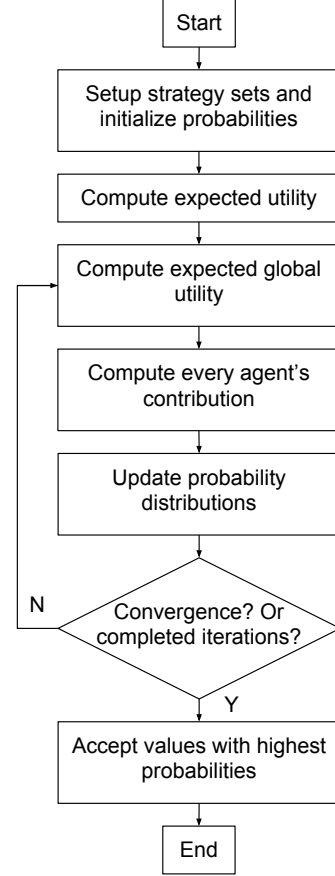 Start
Setup strategy sets and
initialize probabilities
Compute expected utility
Compute expected global
utility
Compute every agent's
contribution
Update probability
distributions
N
Convergence? Or
completed iterations?
Y
Accept values with highest
probabilities
End